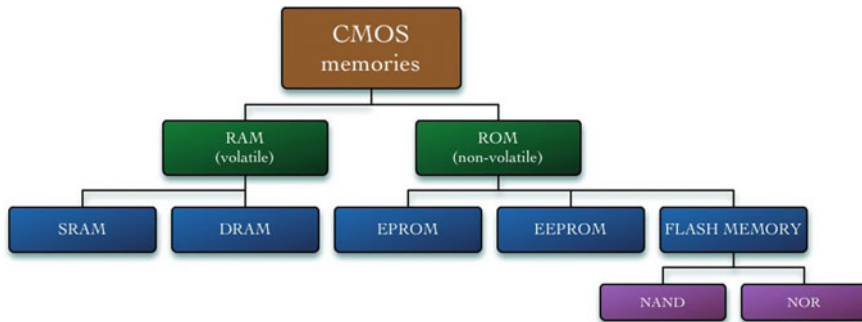 CMOS
memories
RAM
(volatile)
ROM
(non-volatile)
SRAM
DRAM
EPROM
EEPROM
FLASH MEMORY
NAND
NOR